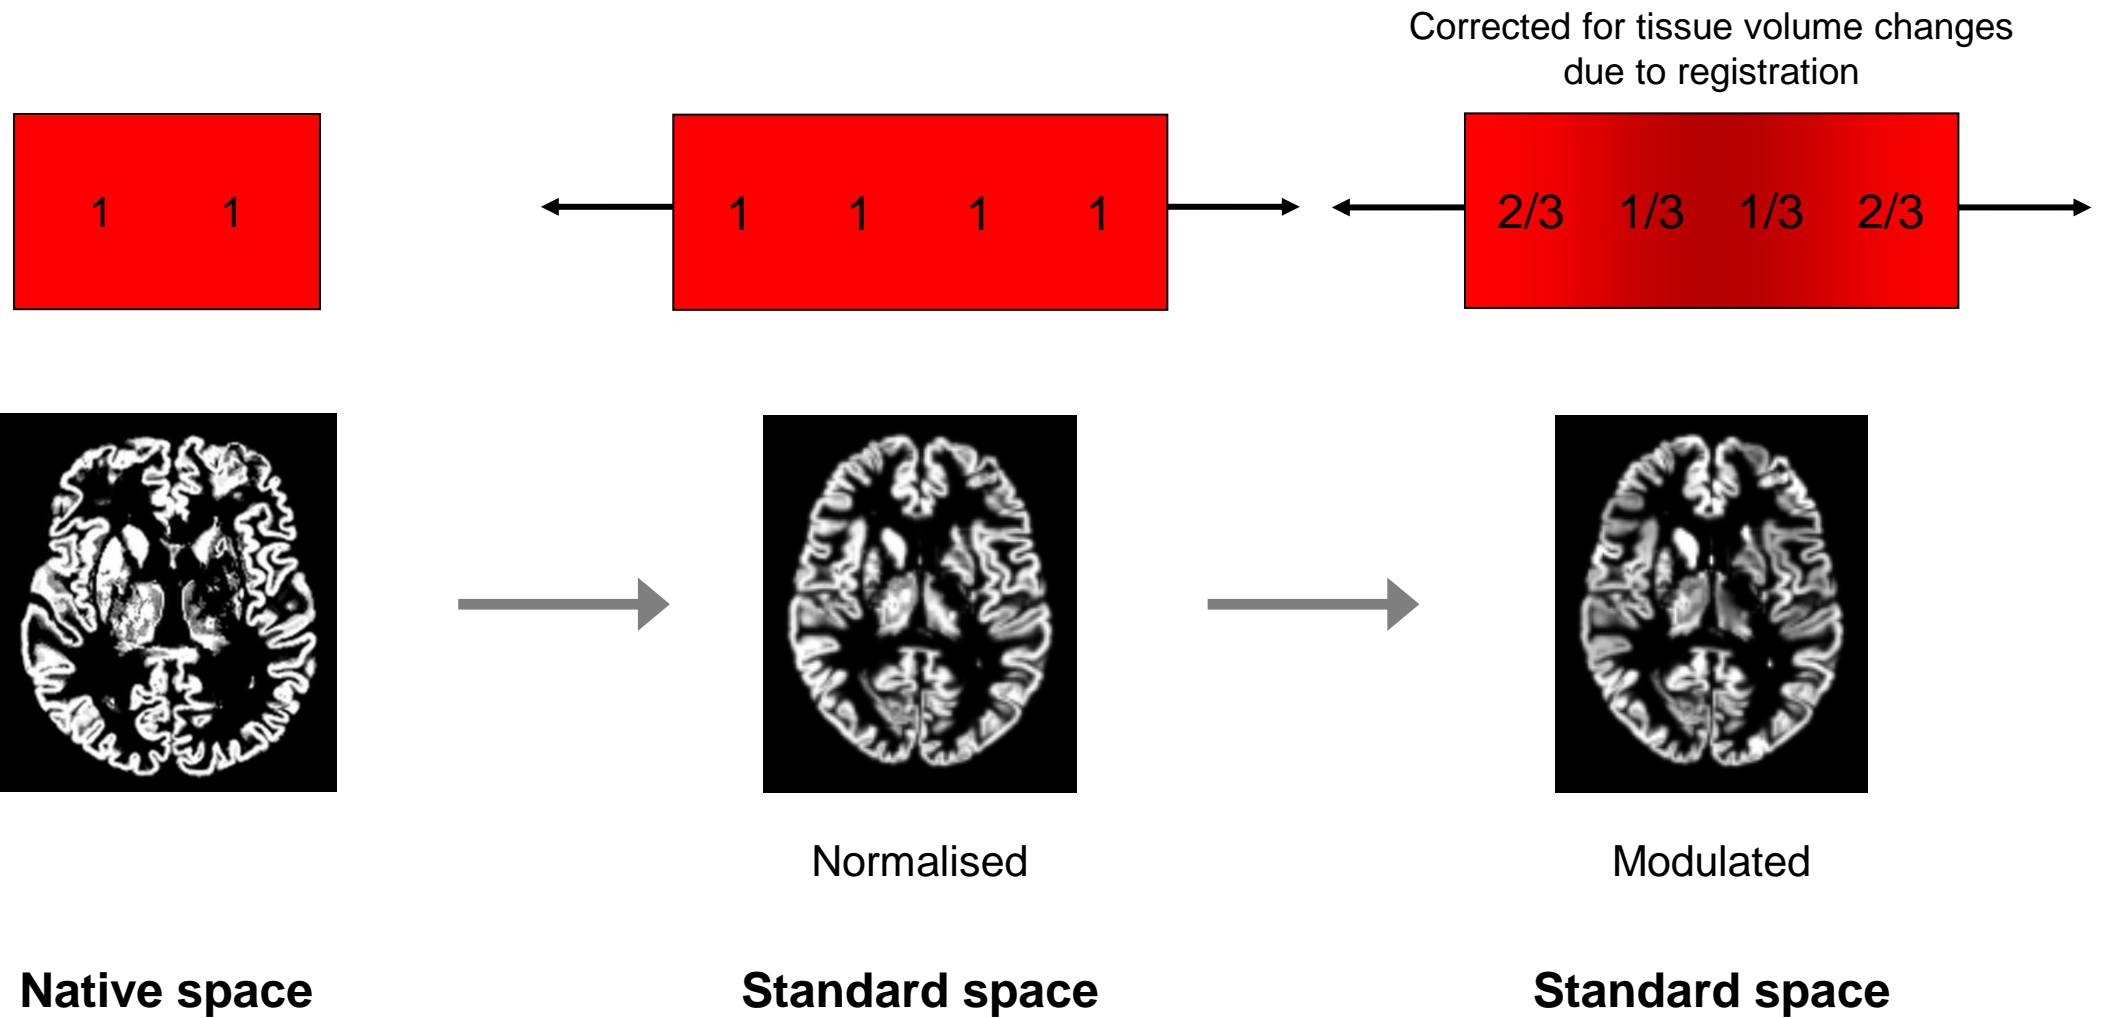 Corrected for tissue volume changes
due to registration
1 1
1 1 1 1
2/3 1/3 1/3 2/3
Normalised
Modulated
Native space
Standard space
Standard space